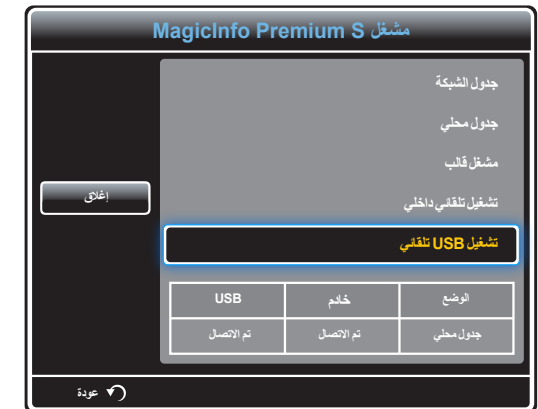 مشغل MagicInfo Premium S
جدول الشبكة
جدول محلي
مشغل قالب
تشغيل تلقائي داخلي
تشغيل USB تلقائي
إغلاق
الوضع خادم USB
جدول محلي تم الاتصال تم الاتصال
عودة